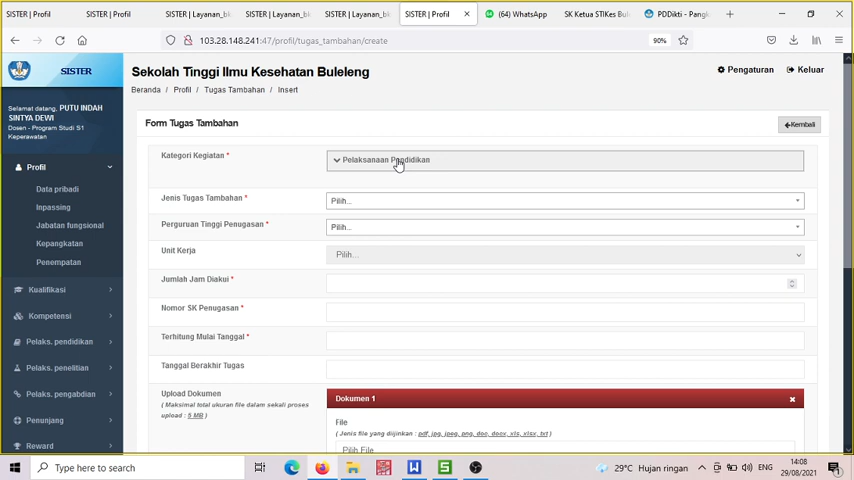 SISTER | Profil
SISTER | Profil
SISTER | Layanan_bk
SISTER | Layanan_bk
SISTER | Layanan_bk
SISTER | Profil
(64) WhatsApp
SK Ketua STIKes Bul
PDDikti - Pangk
103.28.148.241:47/profil/tugas_tambahan/create
90%
SISTER
Sekolah Tinggi Ilmu Kesehatan Buleleng
Pengaturan
Keluar
Beranda / Profil / Tugas Tambahan / Insert
Selamat datang, PUTU INDAH
SINTYA DEWI
Dosen - Program Studi S1
Keperawatan
Profil
Data pribadi
Inpassing
Jabatan fungsional
Kepangkatan
Penempatan
Kualifikasi
Kompetensi
Pelaks. pendidikan
Pelaks. penelitian
Pelaks. pengabdian
Penunjang
Reward
Form Tugas Tambahan
Kembali
Kategori Kegiatan *
Pelaksanaan Pendidikan
Jenis Tugas Tambahan *
Pilih...
Perguruan Tinggi Penugasan *
Pilih...
Unit Kerja
Pilih...
Jumlah Jam Diakui *
Nomor SK Penugasan *
Terhitung Mulai Tanggal *
Tanggal Berakhir Tugas
Upload Dokumen
( Maksimal total ukuran file dalam sekali proses
upload : 5 MB )
Dokumen 1
File
( Jenis file yang diijinkan : pdf, jpg, jpeg, png, doc, docx, xls, xlsx, txt )
Pilih File
Type here to search
29°C Hujan ringan
ENG
14:08
29/08/2021
1